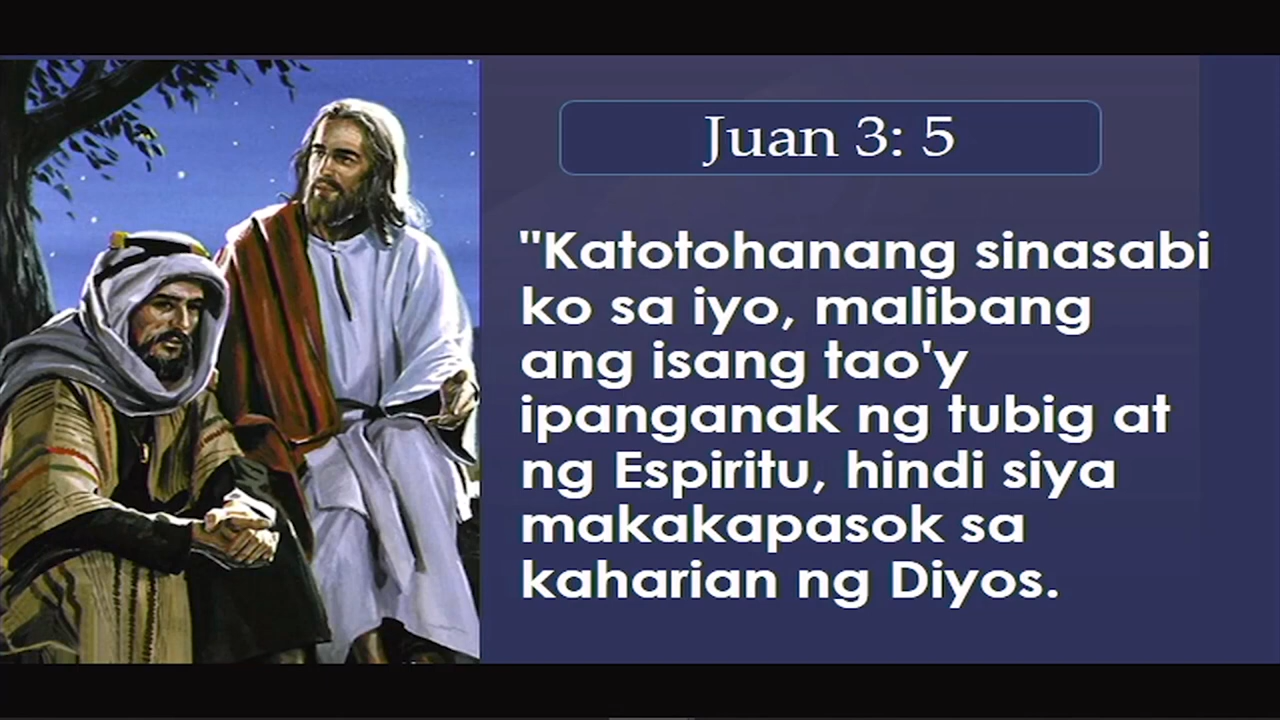 Juan 3: 5
"Katotohanang sinasabi
ko sa iyo, malibang
ang isang tao'y
ipanganak ng tubig at
ng Espiritu, hindi siya
makakapasok sa
kaharian ng Diyos.